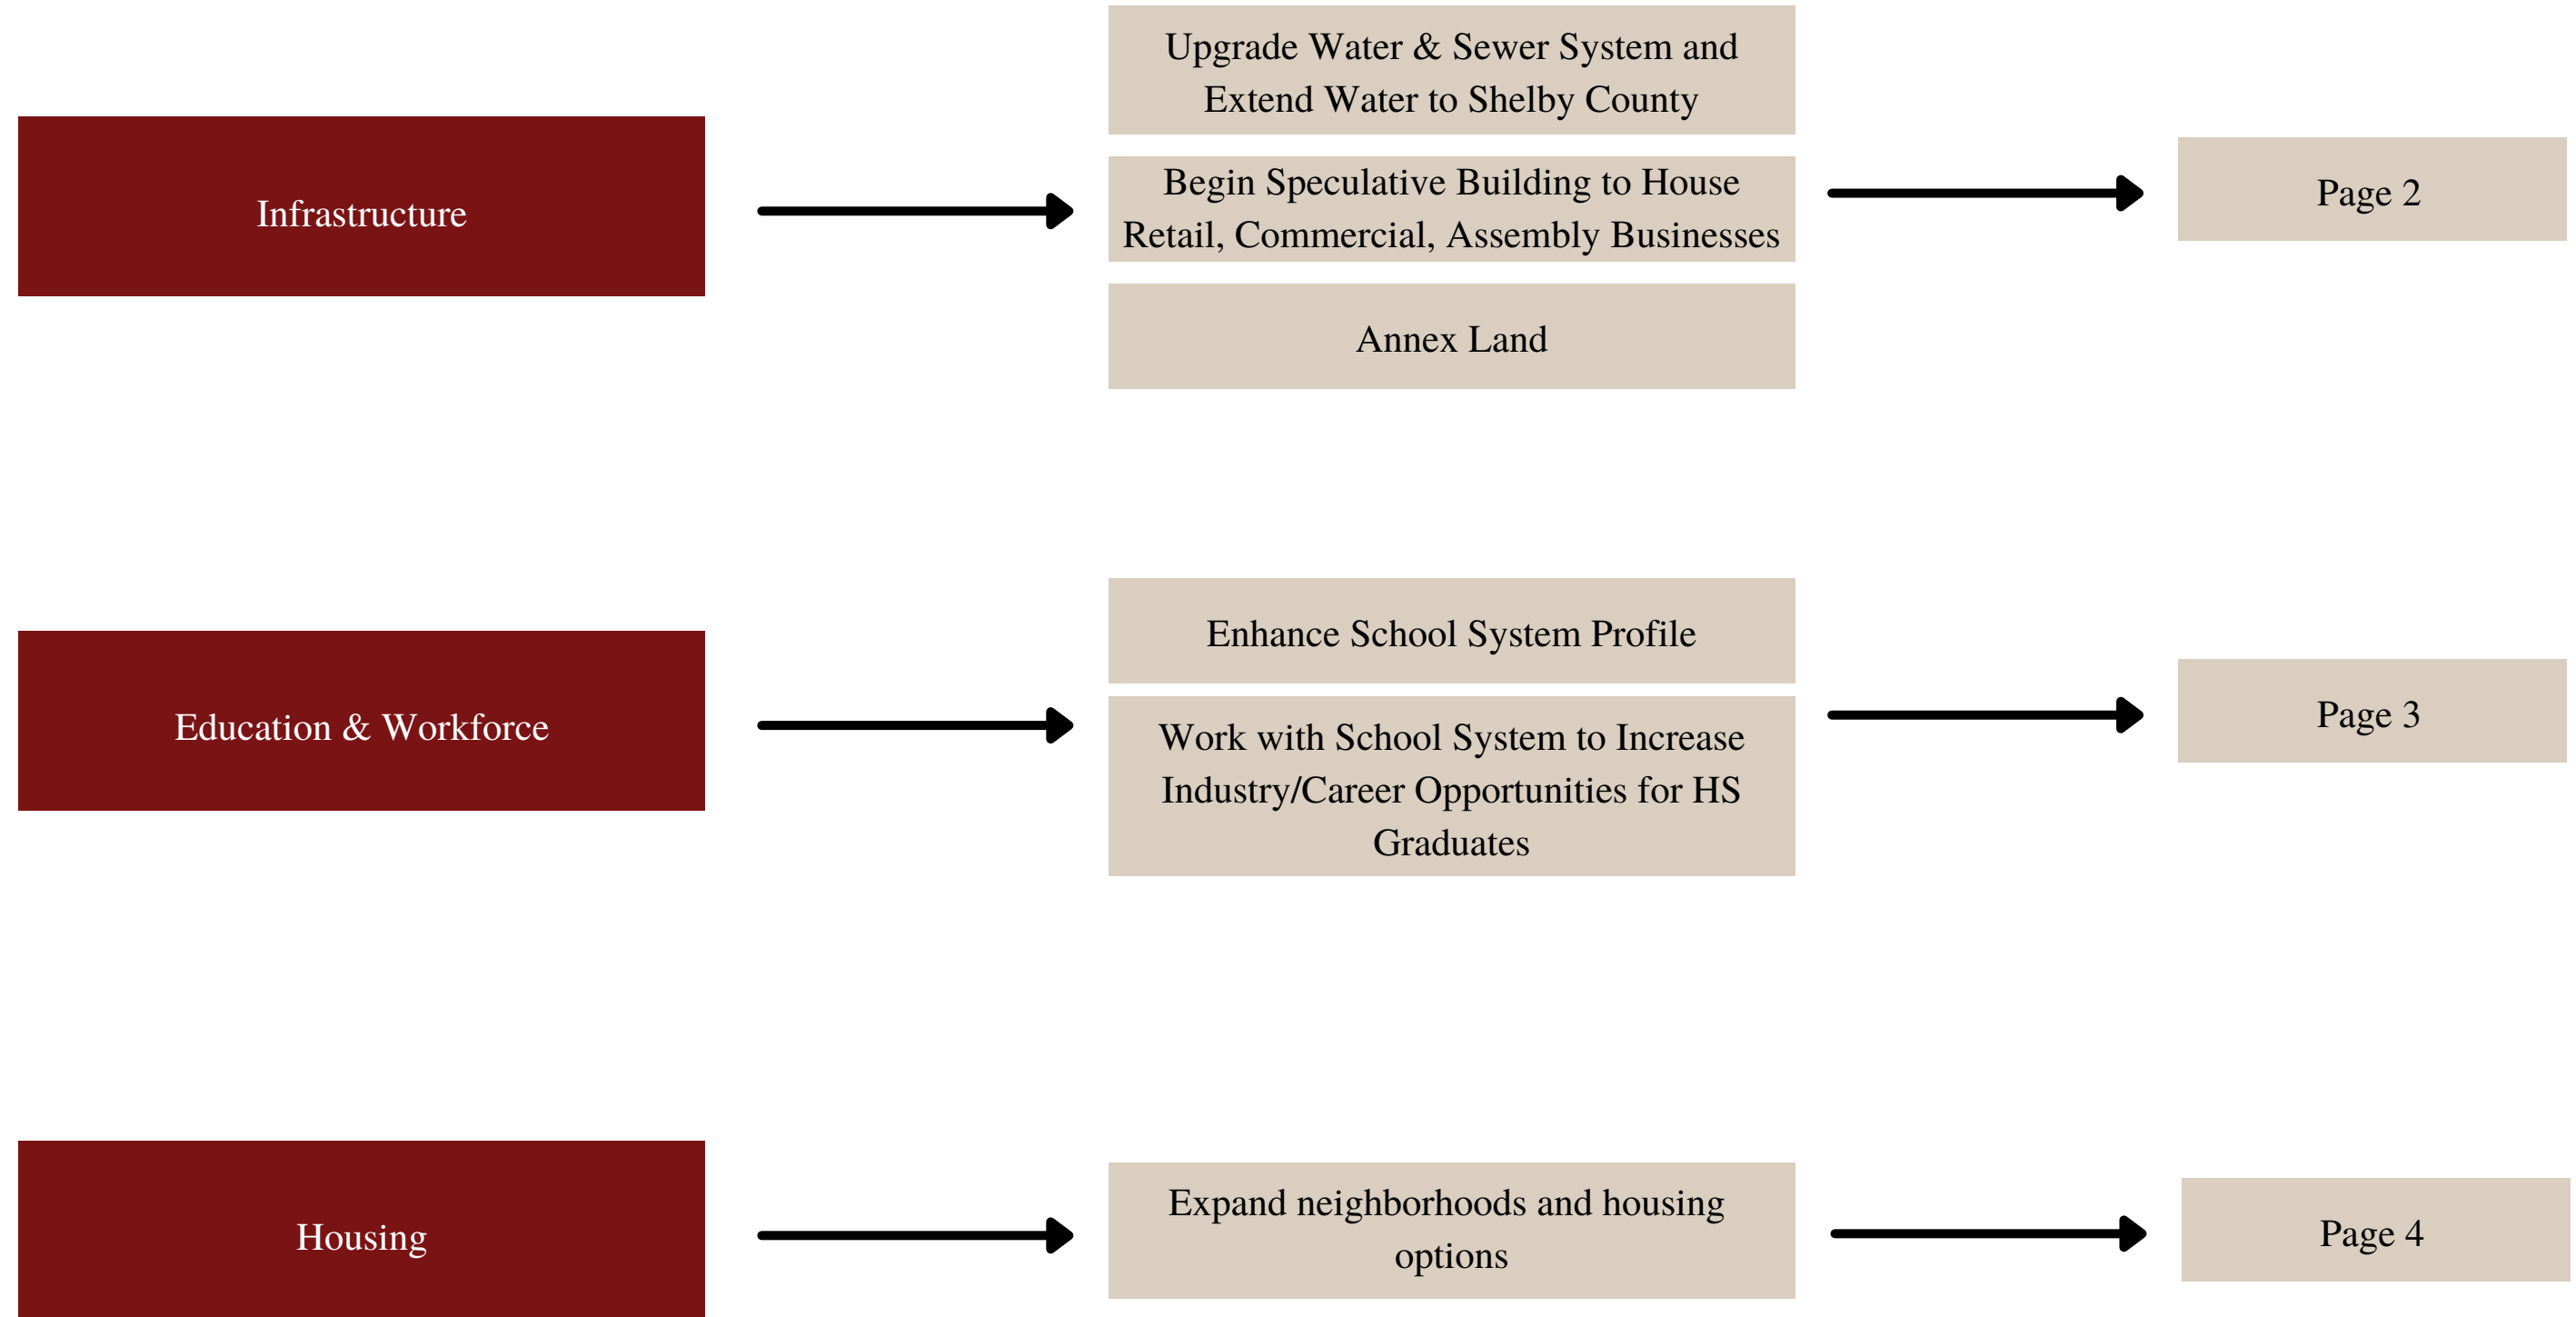 Infrastructure
Upgrade Water & Sewer System and
Extend Water to Shelby County
Begin Speculative Building to House
Retail, Commercial, Assembly Businesses
Annex Land
Page 2
Education & Workforce
Enhance School System Profile
Work with School System to Increase
Industry/Career Opportunities for HS
Graduates
Page 3
Housing
Expand neighborhoods and housing
options
Page 4